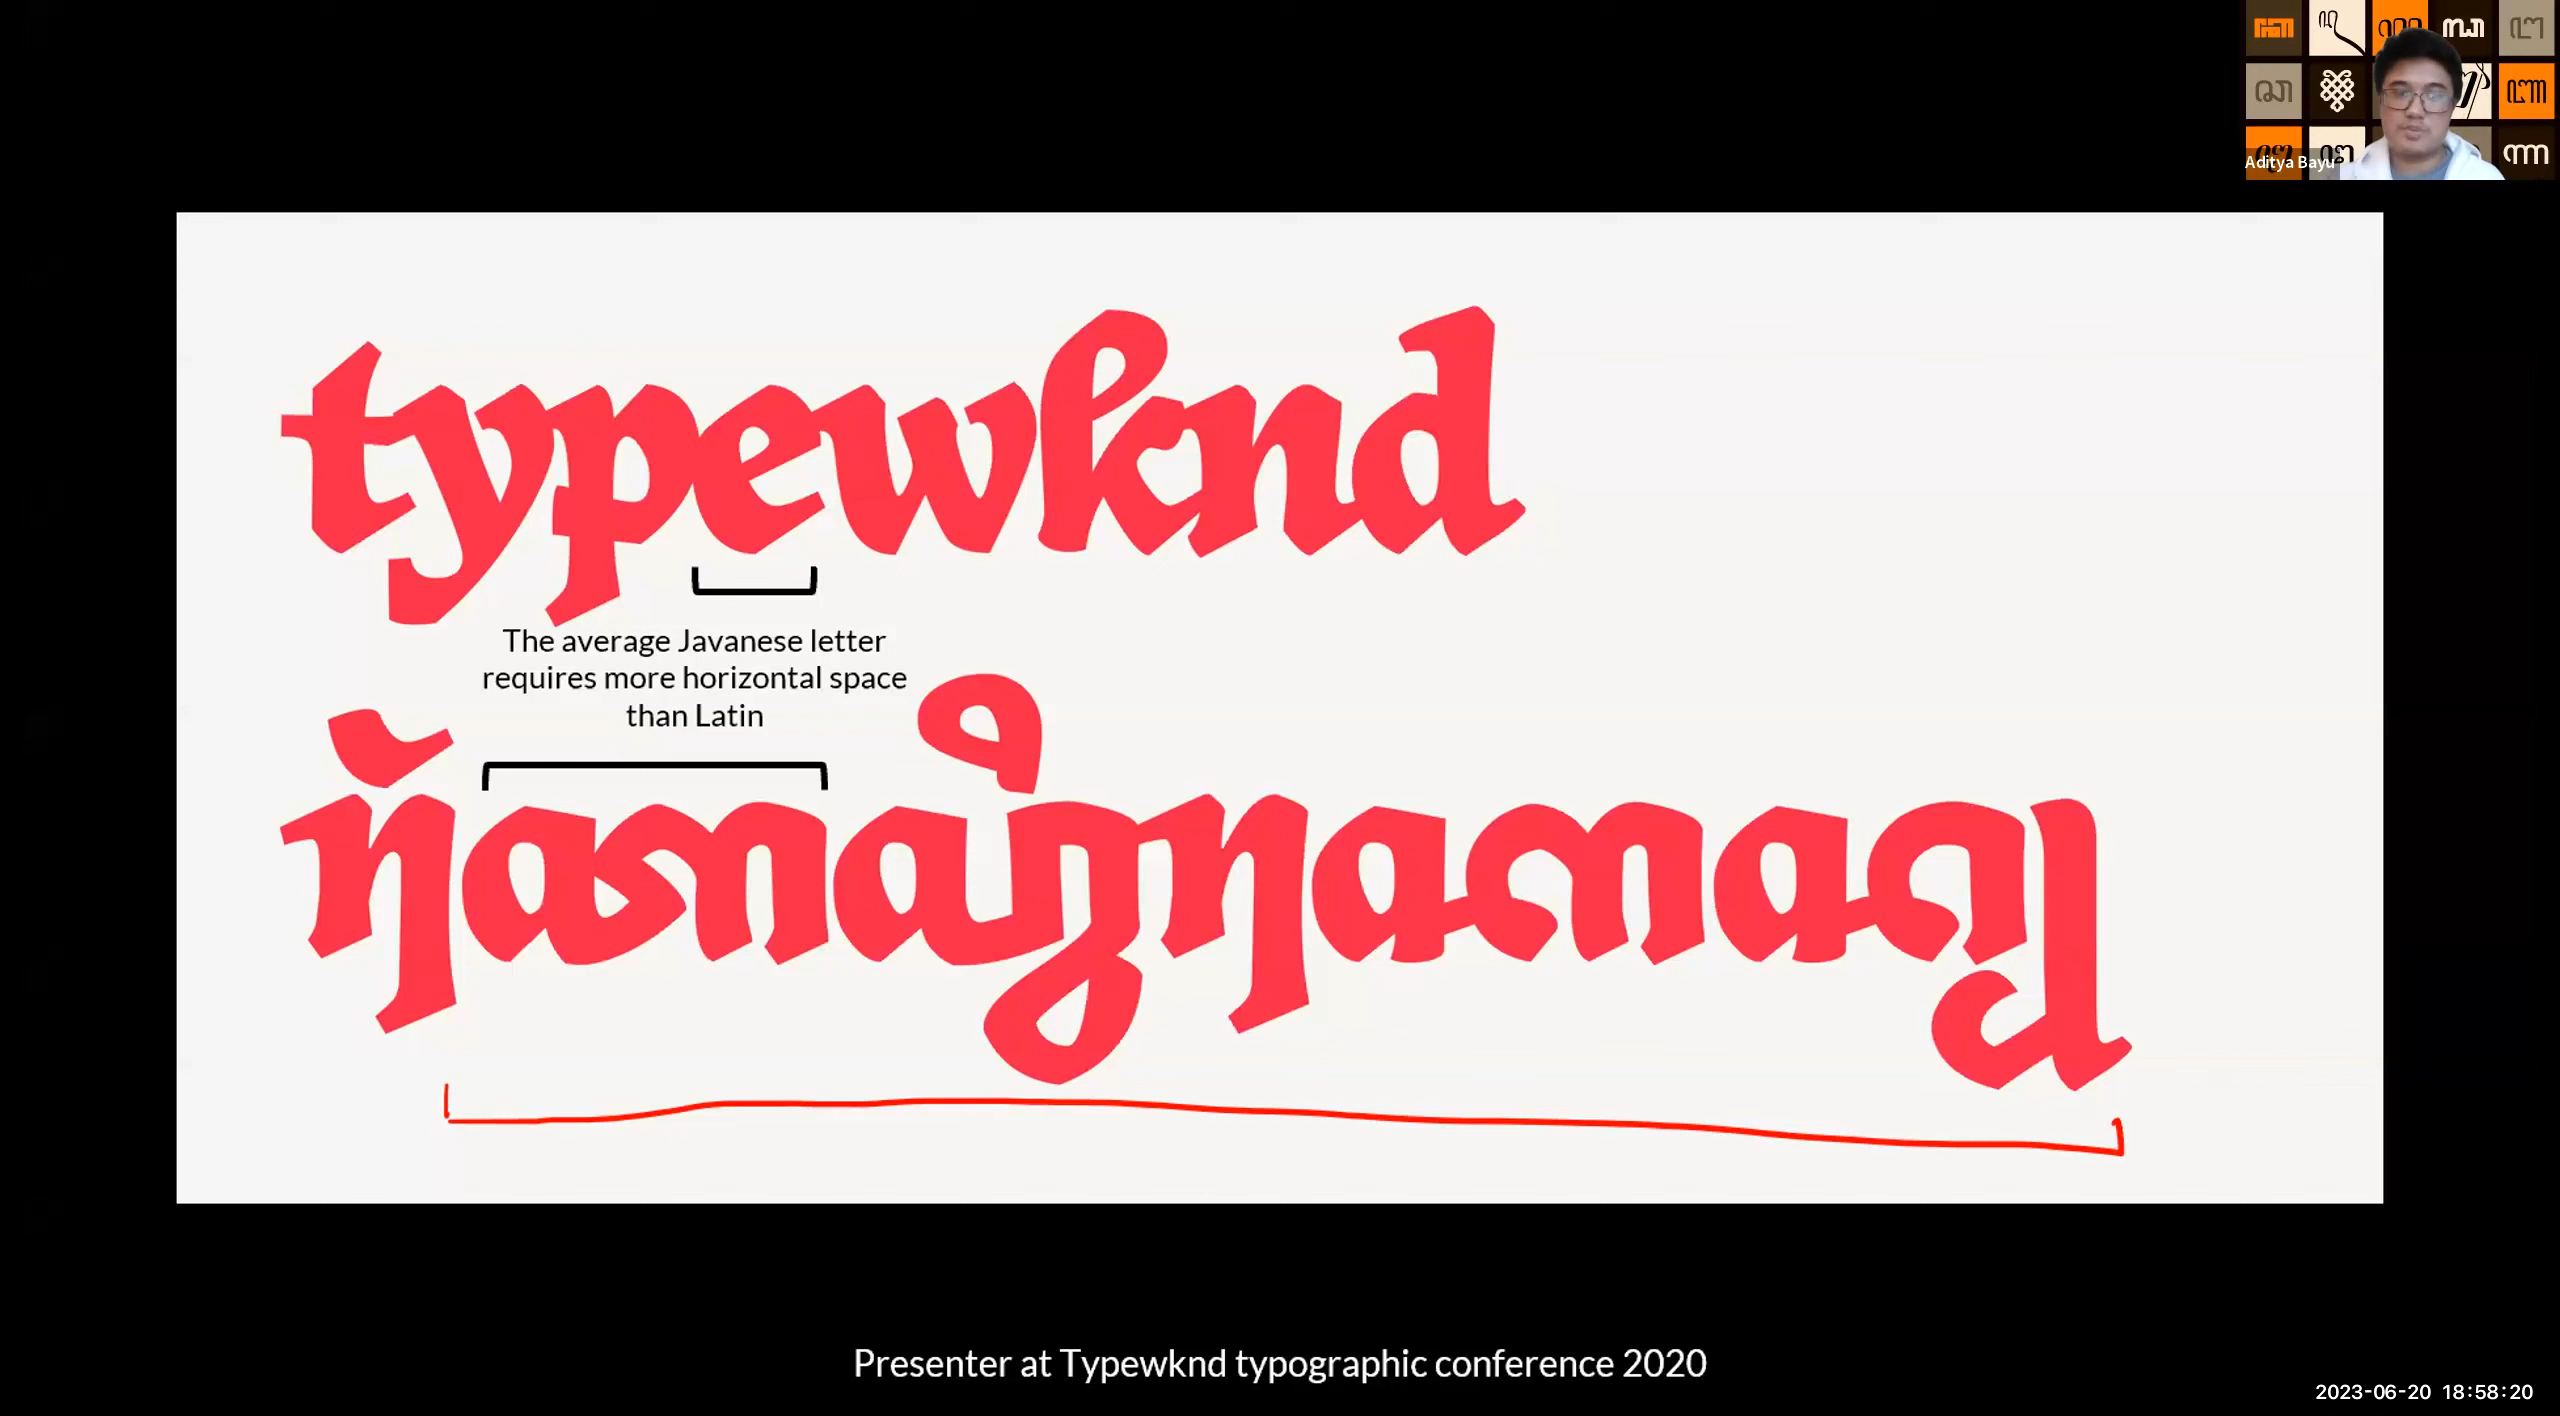 Aditya Bayu
typewknd
The average Javanese letter
requires more horizontal space
than Latin
ꦠꦻꦥ꧀ꦮꦶꦏꦺꦤ꧀
Presenter at Typewknd typographic conference 2020
2023-06-20 18:58:20